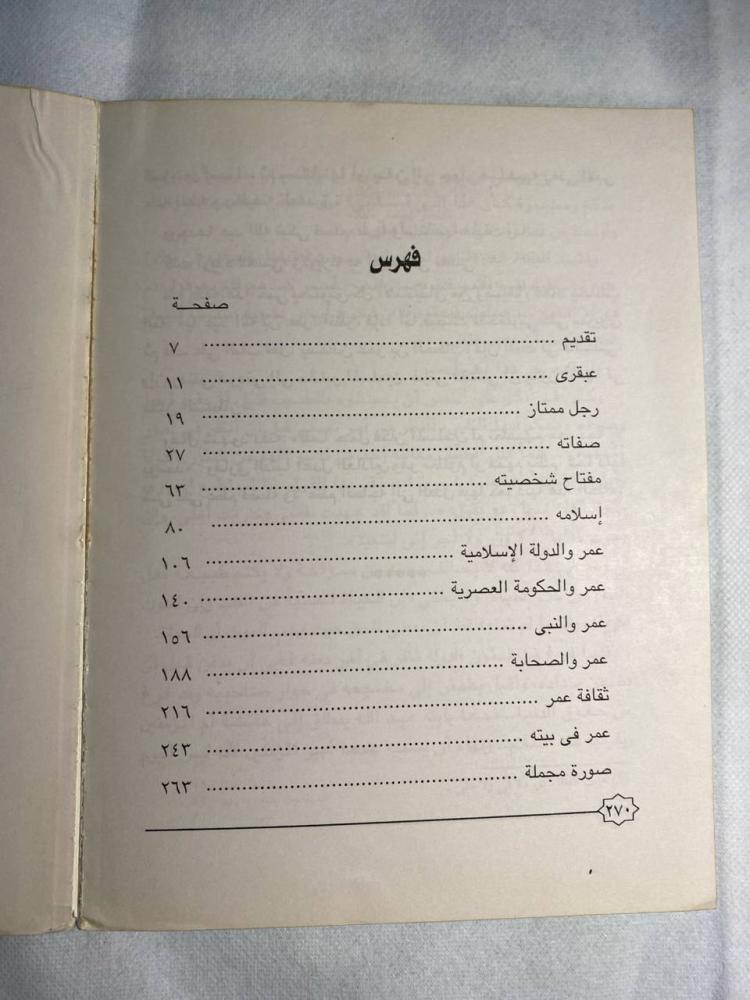 فهرس
صفحـــة
تقديم ........................................................ ٧
عبقرى ........................................................ ١١
رجل ممتاز ................................................. ١٩
صفاته ....................................................... ٢٧
مفتاح شخصيته ............................................. ٦٣
إسلامه ...................................................... ٨٠
عمر والدولة الإسلامية ....................................... ١٠٦
عمر والحكومة العصرية ....................................... ١٤٠
عمر والنبى .................................................. ١٥٦
عمر والصحابة ............................................... ١٨٨
ثقافة عمر ................................................... ٢١٦
عمر فى بيته ................................................. ٢٤٣
صورة مجملة ................................................. ٢٦٣
٢٧٠